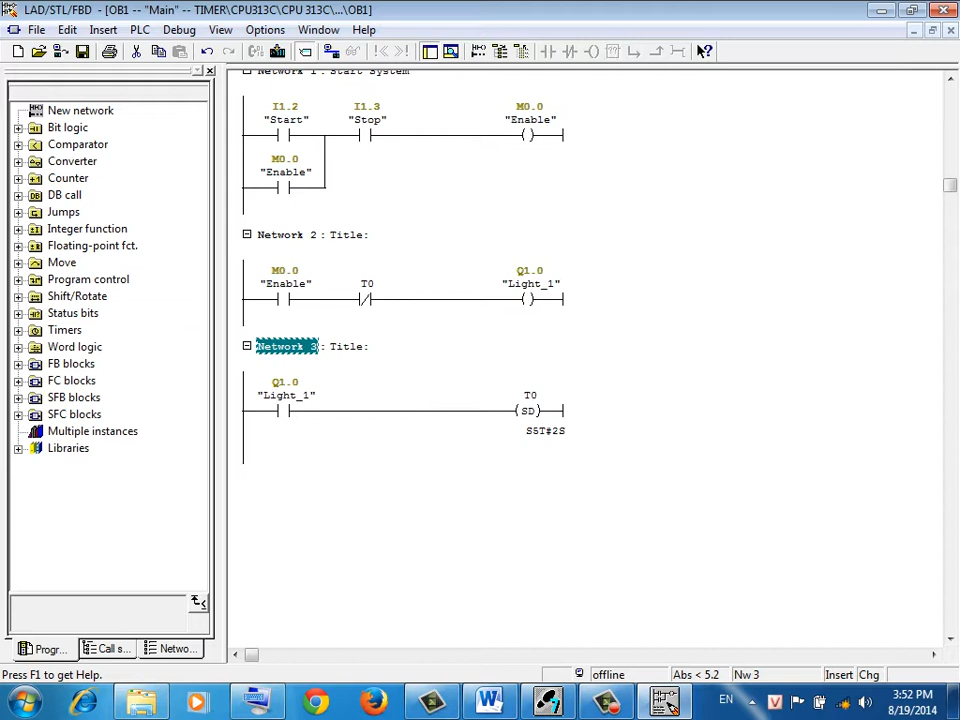 LAD/STL/FBD - [OB1 -- "Main" -- TIMER\CPU313C\CPU 313C\...\OB1]
File Edit Insert PLC Debug View Options Window Help
Network 1 : Start System
New network
Bit logic
Comparator
Converter
Counter
DB call
Jumps
Integer function
Floating-point fct.
Move
Program control
Shift/Rotate
Status bits
Timers
Word logic
FB blocks
FC blocks
SFB blocks
SFC blocks
Multiple instances
Libraries
I1.2 I1.3 M0.0
"Start" "Stop" "Enable"
M0.0
"Enable"
Network 2 : Title:
M0.0 Q1.0
"Enable" T0 "Light_1"
Network 3 : Title:
Q1.0
"Light_1" T0
SD
S5T#2S
Progr... Call s... Netwo...
Press F1 to get Help. offline Abs < 5.2 Nw 3 Insert Chg
EN
3:52 PM
8/19/2014